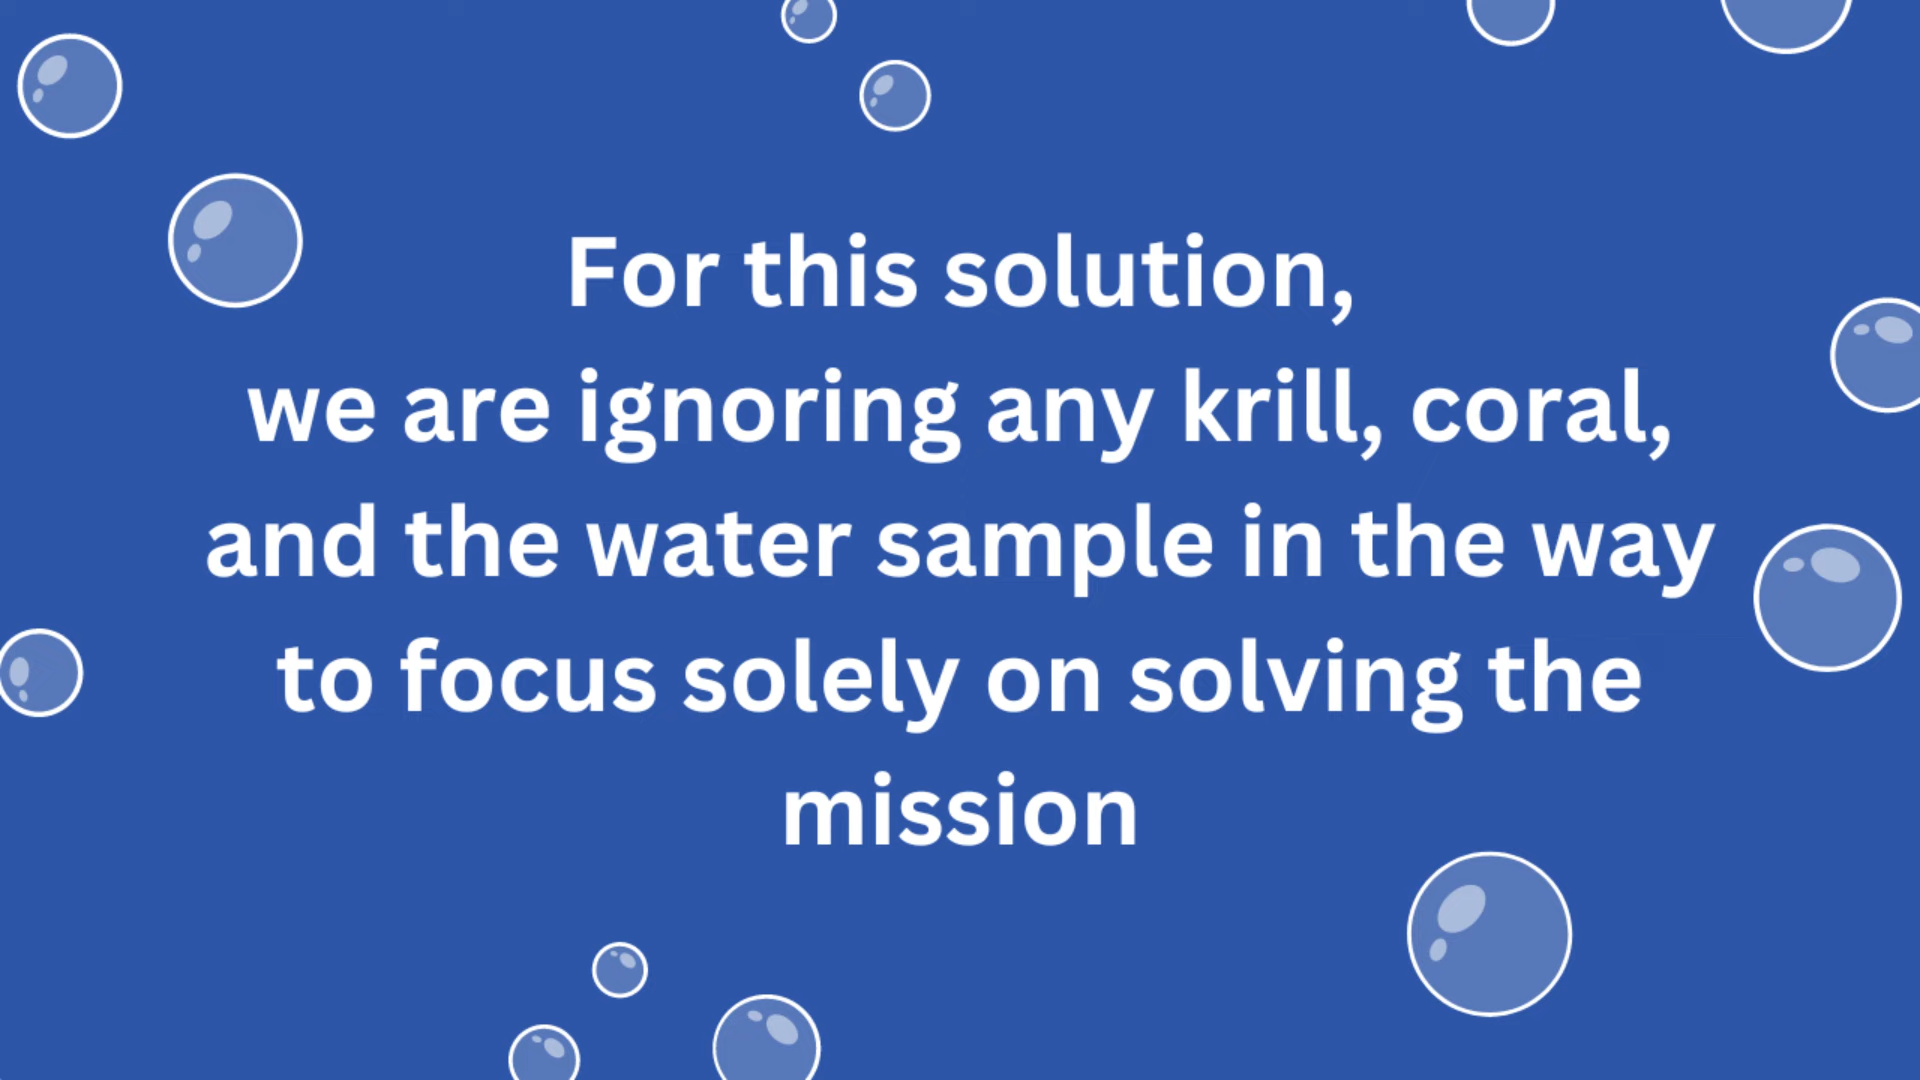 For this solution,
we are ignoring any krill, coral,
and the water sample in the way
to focus solely on solving the
mission